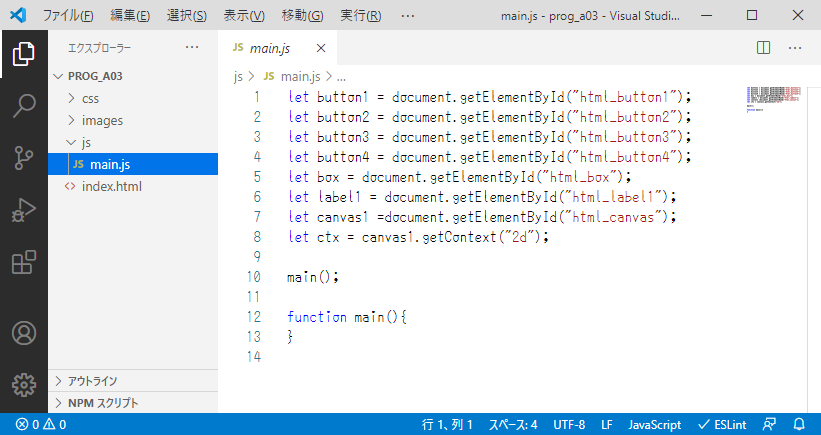 ファイル(F) 編集(E) 選択(S) 表示(V) 移動(G) 実行(R) ··· main.js - prog_a03 - Visual Studi...
エクスプローラー ···
PROG_A03
css
images
js
JS main.js
index.html
アウトライン
NPM スクリプト
JS main.js
js > JS main.js > ...
1 let button1 = document.getElementById("html_button1");
2 let button2 = document.getElementById("html_button2");
3 let button3 = document.getElementById("html_button3");
4 let button4 = document.getElementById("html_button4");
5 let box = document.getElementById("html_box");
6 let label1 = document.getElementById("html_label1");
7 let canvas1 =document.getElementById("html_canvas");
8 let ctx = canvas1.getContext("2d");
9
10 main();
11
12 function main(){
13 }
14
0 0 行 1、列 1 スペース: 4 UTF-8 LF JavaScript ESLint